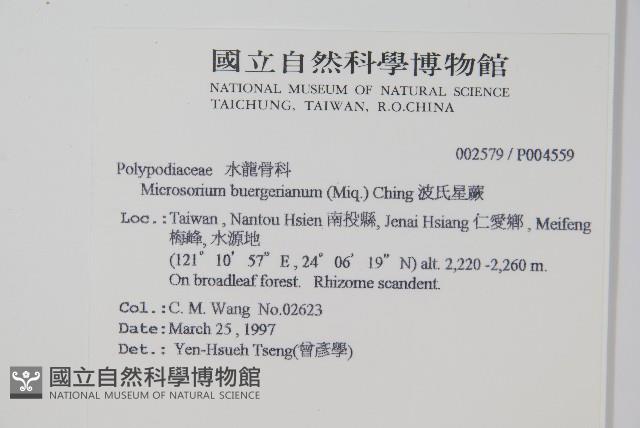 國立自然科學博物館
NATIONAL MUSEUM OF NATURAL SCIENCE
TAICHUNG, TAIWAN, R.O.CHINA
002579 / P004559
Polypodiaceae 水龍骨科
Microsorium buergerianum (Miq.) Ching 波氏星蕨
Loc.: Taiwan , Nantou Hsien 南投縣, Jenai Hsiang 仁愛鄉 , Meifeng
梅峰, 水源地
(121° 10' 57" E , 24° 06' 19" N) alt. 2,220 -2,260 m.
On broadleaf forest. Rhizome scandent.
Col.: C. M. Wang No.02623
Date: March 25 , 1997
Det.: Yen-Hsueh Tseng(曾彥學)
國立自然科學博物館
NATIONAL MUSEUM OF NATURAL SCIENCE